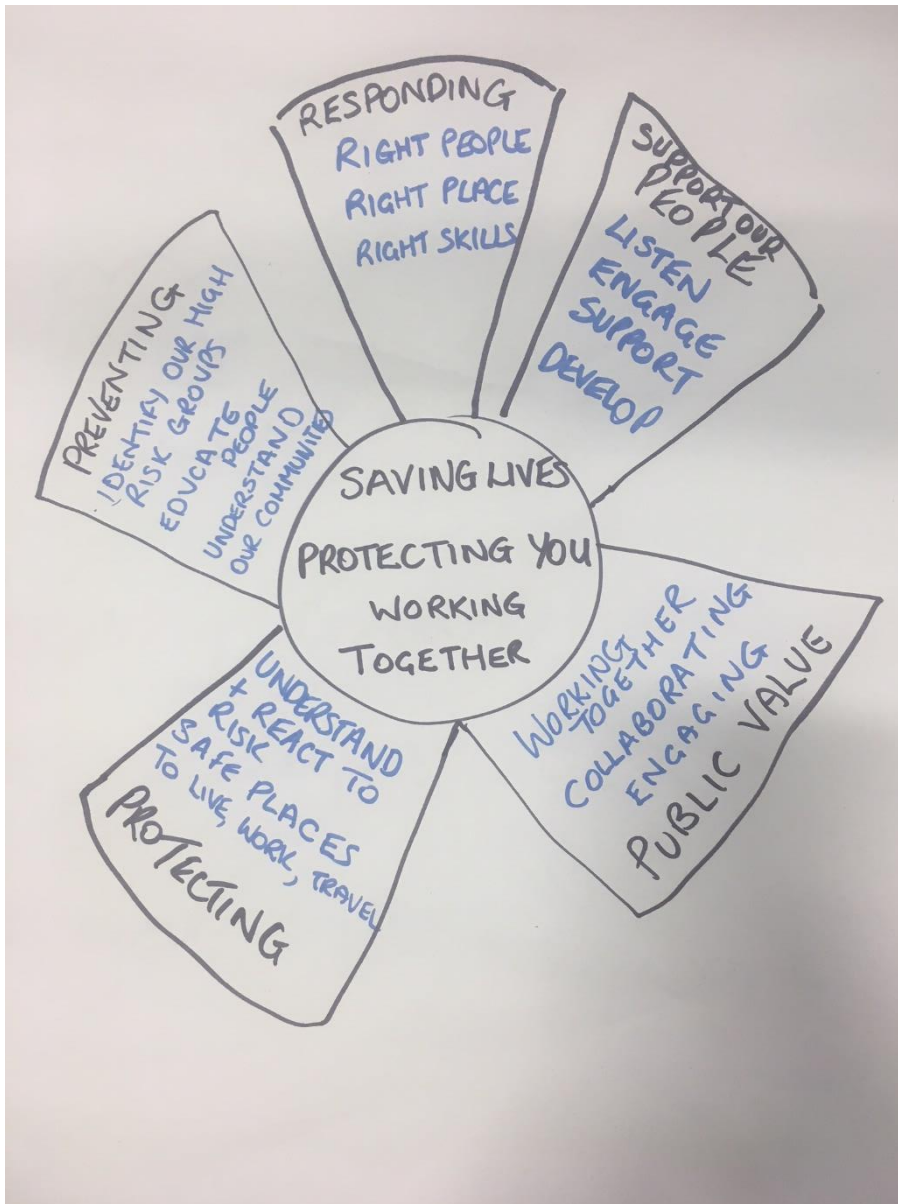 RESPONDING
RIGHT PEOPLE
RIGHT PLACE
RIGHT SKILLS
SUPPORT OUR
PEOPLE
LISTEN
ENGAGE
SUPPORT
DEVELOP
PREVENTING
IDENTIFY OUR HIGH
RISK GROUPS
EDUCATE
PEOPLE
UNDERSTAND
OUR COMMUNITIES
SAVING LIVES
PROTECTING YOU
WORKING
TOGETHER
WORKING
TOGETHER
COLLABORATING
ENGAGING
PUBLIC VALUE
UNDERSTAND
+ REACT TO
RISK
SAFE PLACES
TO LIVE, WORK, TRAVEL
PROTECTING